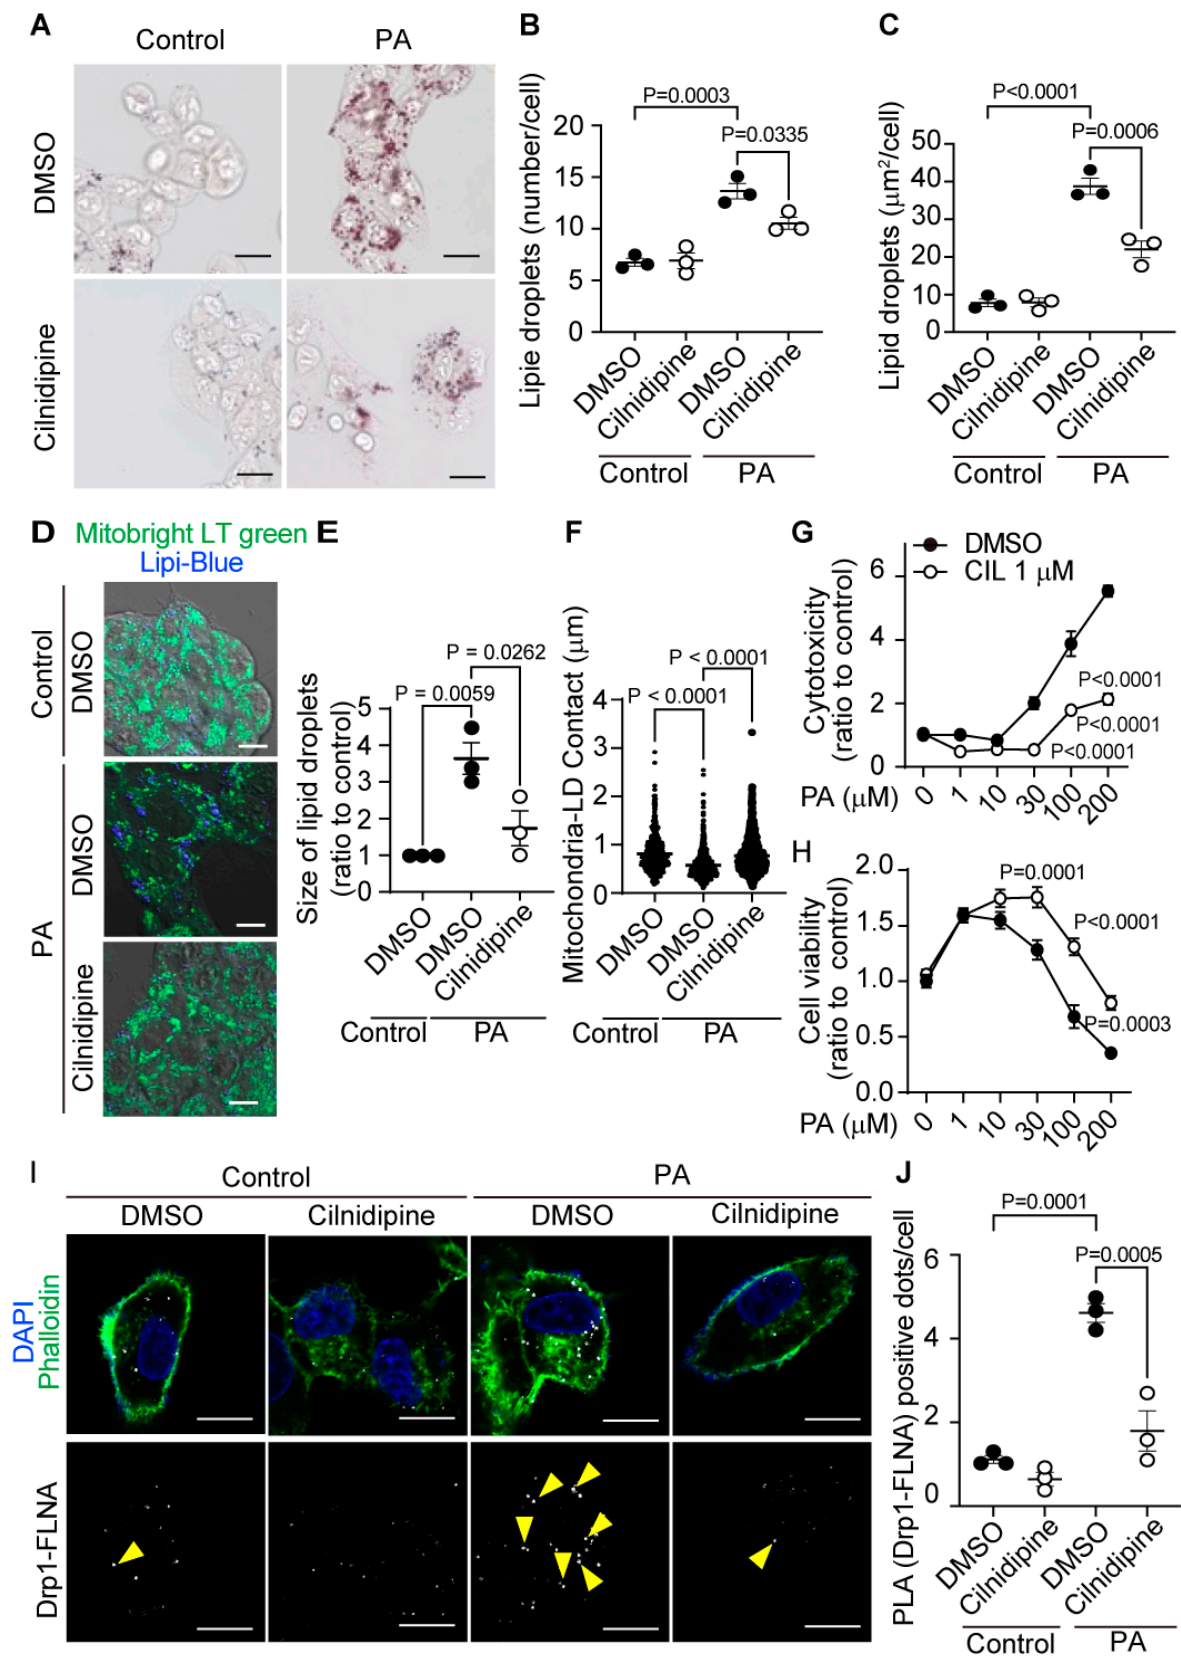 A
Control
PA
DMSO
Cilnidipine
B
P=0.0003
P=0.0335
Lipie droplets (number/cell)
20
15
10
5
0
DMSO
Cilnidipine
DMSO
Cilnidipine
Control
PA
C
P<0.0001
P=0.0006
Lipid droplets (μm²/cell)
50
40
30
20
10
0
DMSO
Cilnidipine
DMSO
Cilnidipine
Control
PA
D
Mitobright LT green
Lipi-Blue
Control
DMSO
PA
DMSO
Cilnidipine
E
P = 0.0262
P = 0.0059
Size of lipid droplets
(ratio to control)
5
4
3
2
1
0
DMSO
DMSO
Cilnidipine
Control
PA
F
P < 0.0001
P < 0.0001
Mitochondria-LD Contact (μm)
4
3
2
1
0
DMSO
DMSO
Cilnidipine
Control
PA
G
DMSO
CIL 1 μM
Cytotoxicity
(ratio to control)
6
4
2
0
P<0.0001
P<0.0001
P<0.0001
PA (μM)
0
1
10
30
100
200
H
Cell viability
(ratio to control)
2.0
1.5
1.0
0.5
0.0
P=0.0001
P<0.0001
P=0.0003
PA (μM)
0
1
10
30
100
200
I
Control
PA
DMSO
Cilnidipine
DMSO
Cilnidipine
DAPI
Phalloidin
Drp1-FLNA
J
P=0.0001
P=0.0005
PLA (Drp1-FLNA) positive dots/cell
6
4
2
0
DMSO
Cilnidipine
DMSO
Cilnidipine
Control
PA